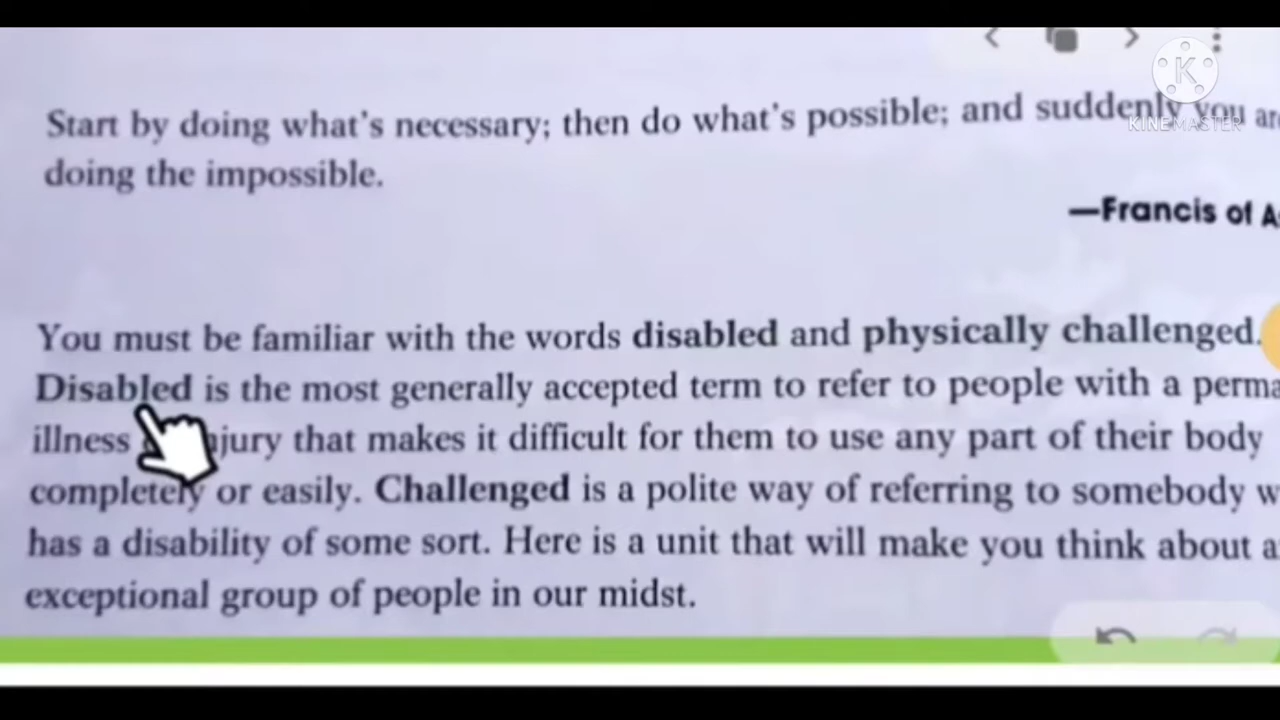 Start by doing what's necessary; then do what's possible; and suddenly you
doing the impossible.
—Francis of
You must be familiar with the words disabled and physically challenged.
Disabled is the most generally accepted term to refer to people with a
illness that makes it difficult for them to use any part of their body
completely or easily. Challenged is a polite way of referring to somebody
has a disability of some sort. Here is a unit that will make you think about
exceptional group of people in our midst.
KINEMASTER